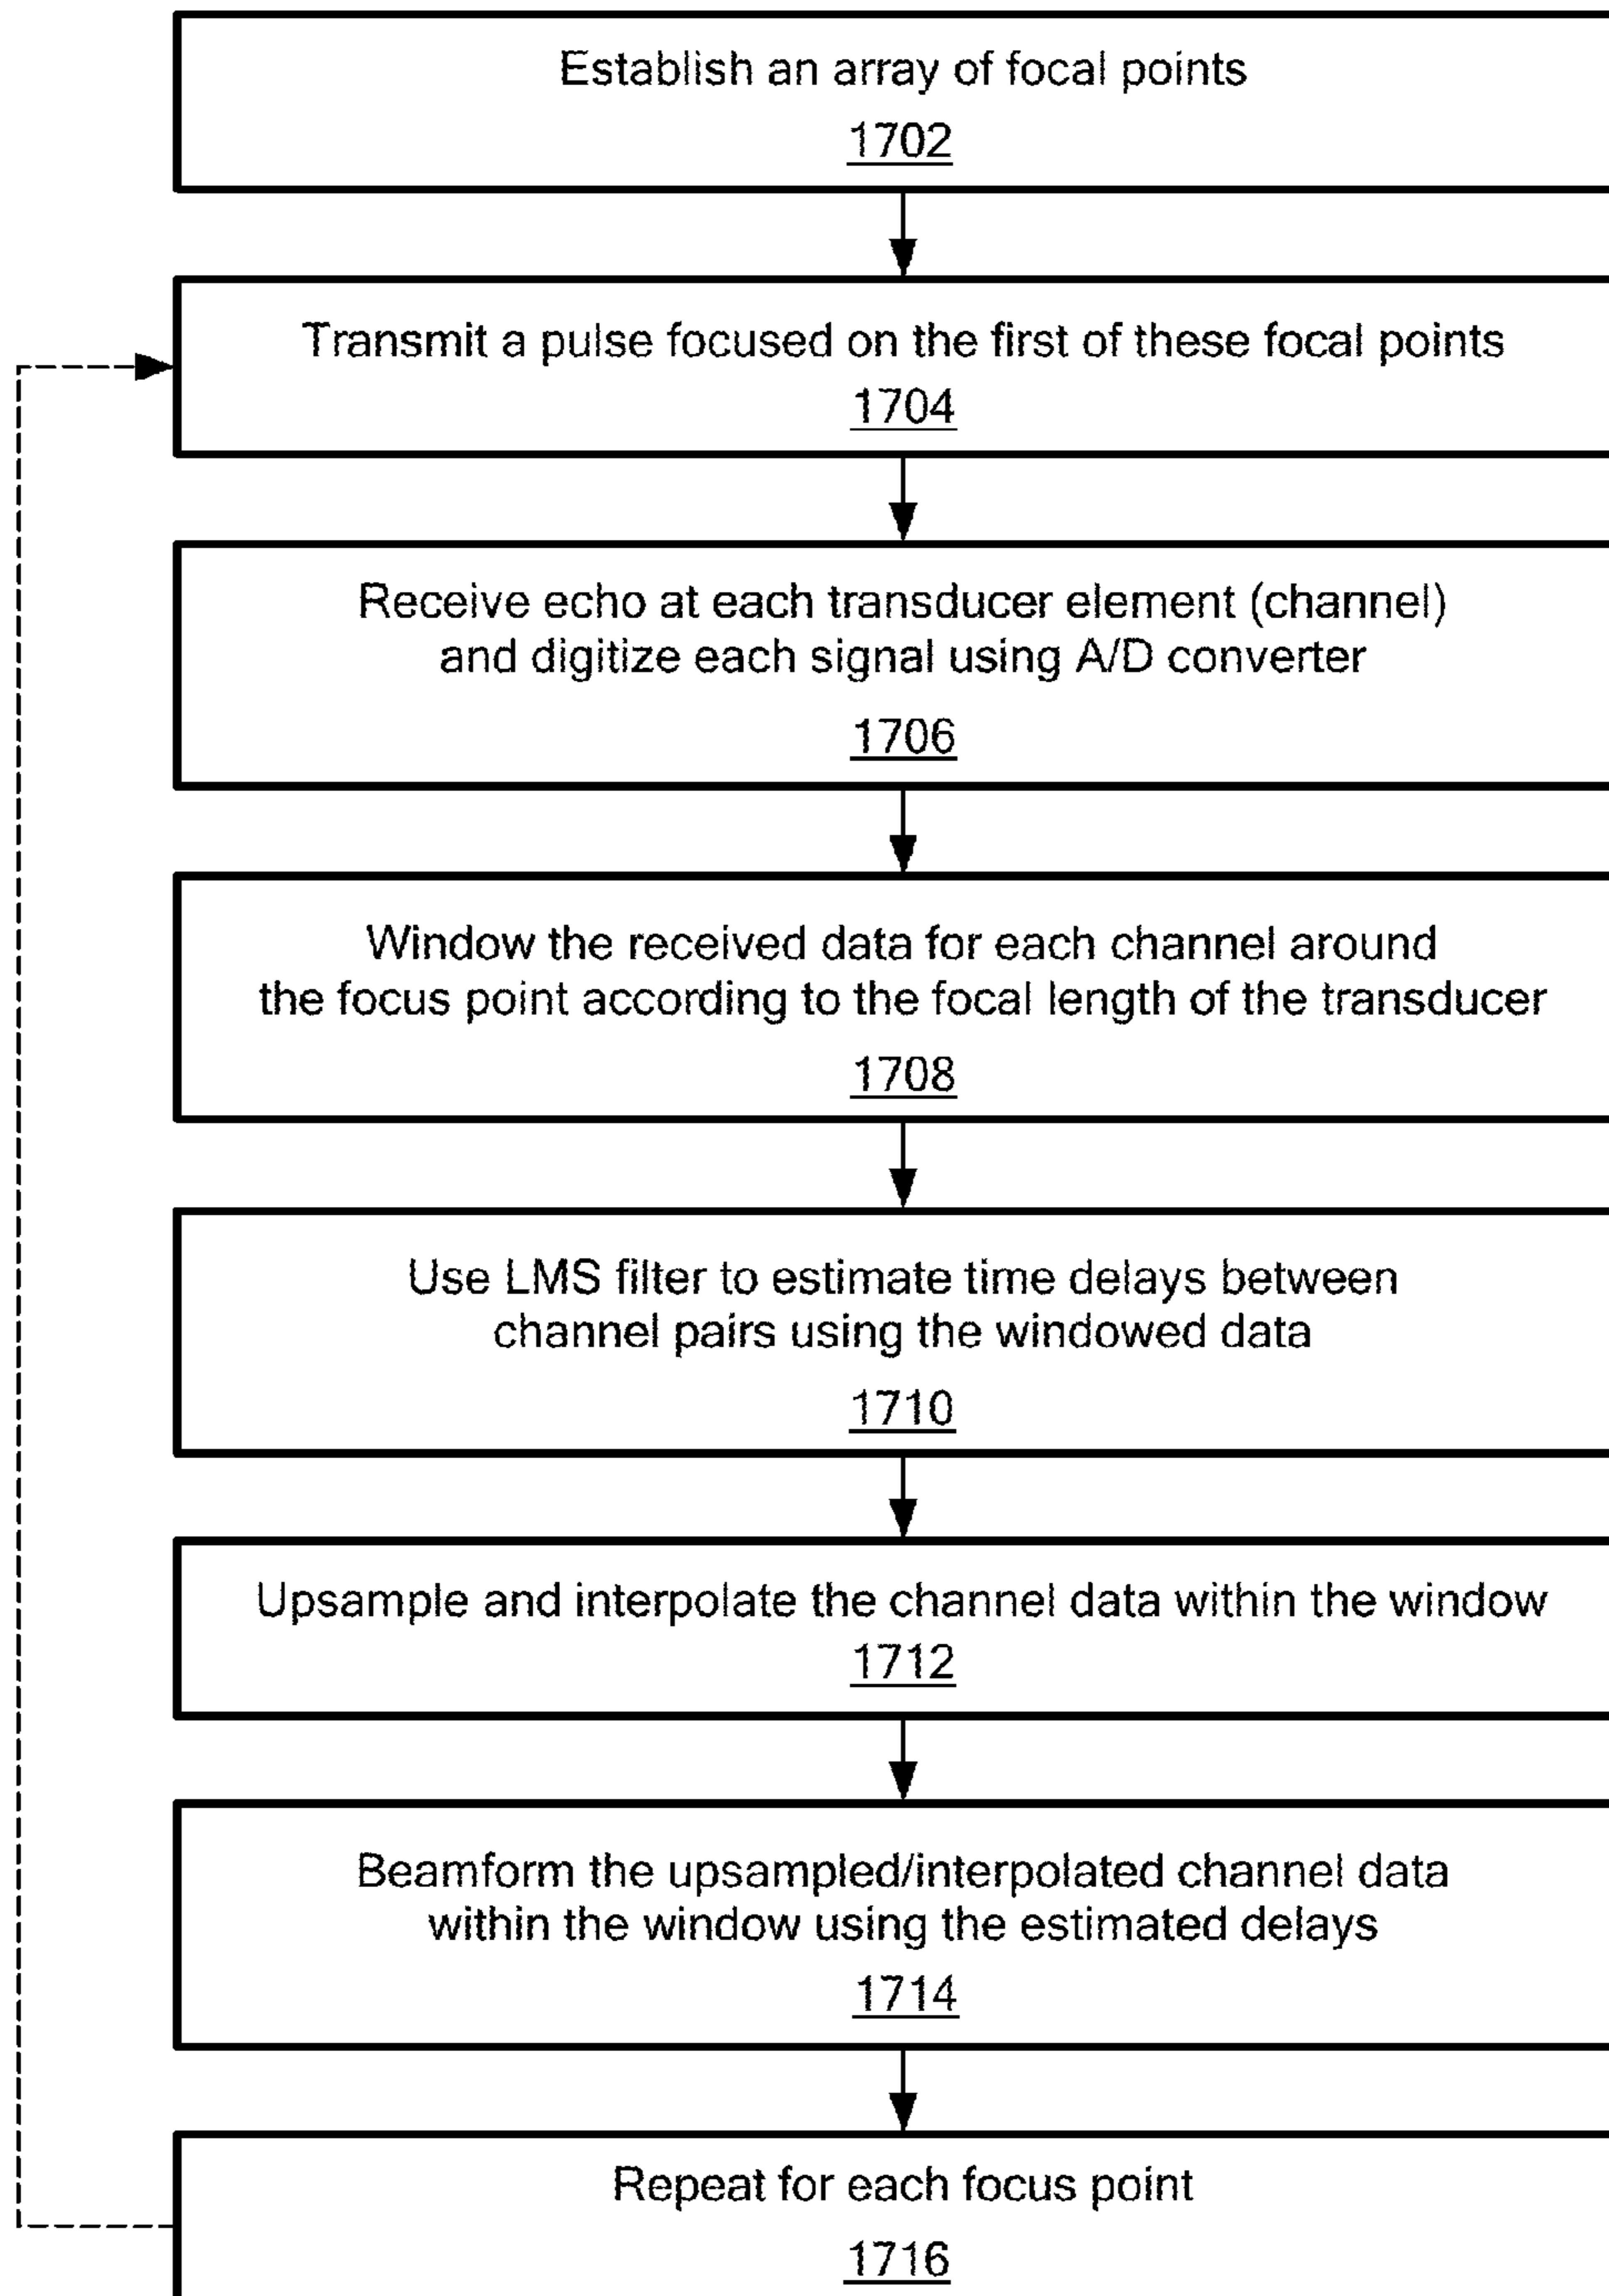 Establish an array of focal points
1702
Transmit a pulse focused on the first of these focal points
1704
Receive echo at each transducer element (channel)
and digitize each signal using A/D converter
1706
Window the received data for each channel around
the focus point according to the focal length of the transducer
1708
Use LMS filter to estimate time delays between
channel pairs using the windowed data
1710
Upsample and interpolate the channel data within the window
1712
Beamform the upsampled/interpolated channel data
within the window using the estimated delays
1714
Repeat for each focus point
1716